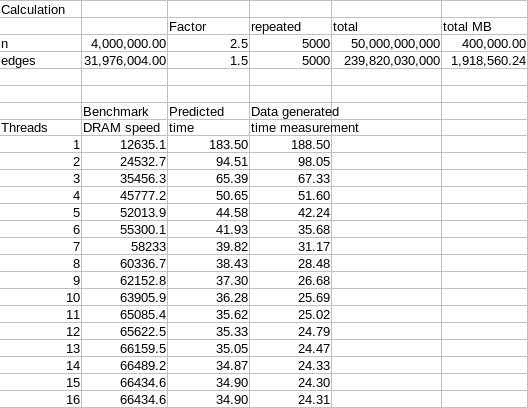 Calculation
Factor repeated total total MB
n 4,000,000.00 2.5 5000 50,000,000,000 400,000.00
edges 31,976,004.00 1.5 5000 239,820,030,000 1,918,560.24
Benchmark Predicted Data generated
Threads DRAM speed time time measurement
1 12635.1 183.50 188.50
2 24532.7 94.51 98.05
3 35456.3 65.39 67.33
4 45777.2 50.65 51.60
5 52013.9 44.58 42.24
6 55300.1 41.93 35.68
7 58233 39.82 31.17
8 60336.7 38.43 28.48
9 62152.8 37.30 26.68
10 63905.9 36.28 25.69
11 65085.4 35.62 25.02
12 65622.5 35.33 24.79
13 66159.5 35.05 24.47
14 66489.2 34.87 24.33
15 66434.6 34.90 24.30
16 66434.6 34.90 24.31